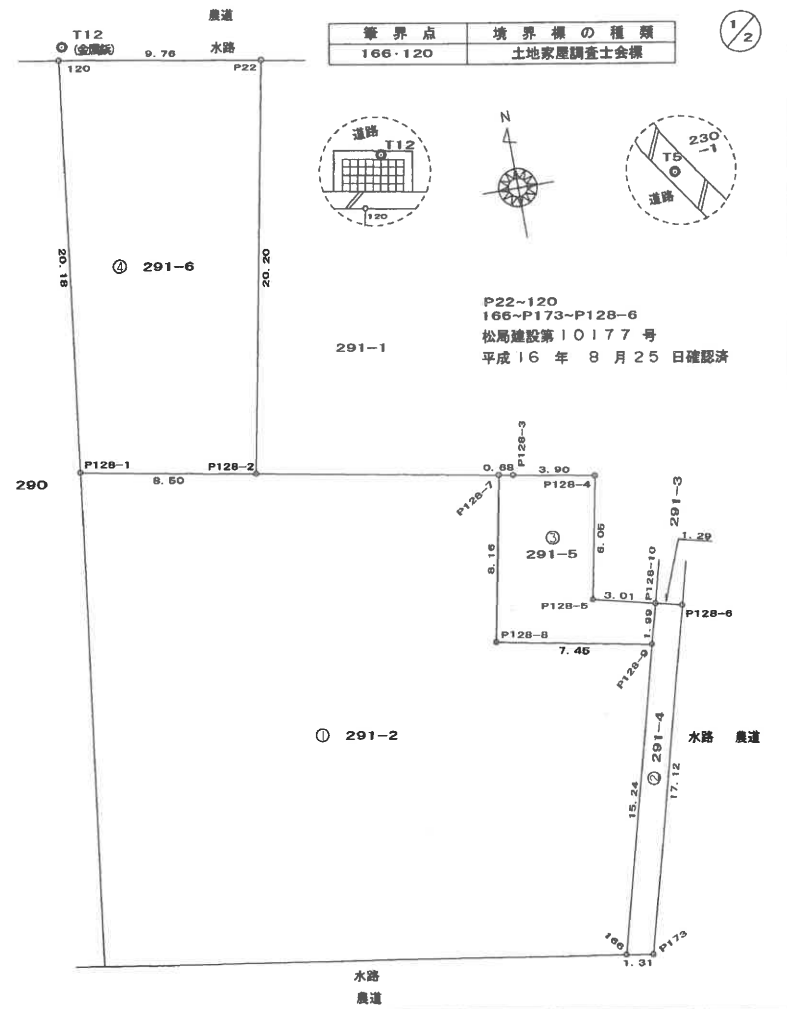 農道
T12
(金属鋲)
9.76
水路
120
P22
筆界点 境界標の種類
166・120 土地家屋調査士会標
1/2
道路
T12
120
N
230
-1
T5
道路
20.18
④ 291-6
20.02
291-1
P22~120
166~P173~P128-6
松局建設第10177 号
平成16 年 8 月25 日確認済
290
P128-1
8.50
P128-2
0.68
P128-3
3.90
P128-7
P128-4
8.16
③
291-5
6.05
291-3
1.29
P128-10
P128-5
3.01
P128-6
P128-8
7.45
1.99
P128-9
① 291-2
② 291-4
水路 農道
15.24
17.12
166
P173
1.31
水路
農道